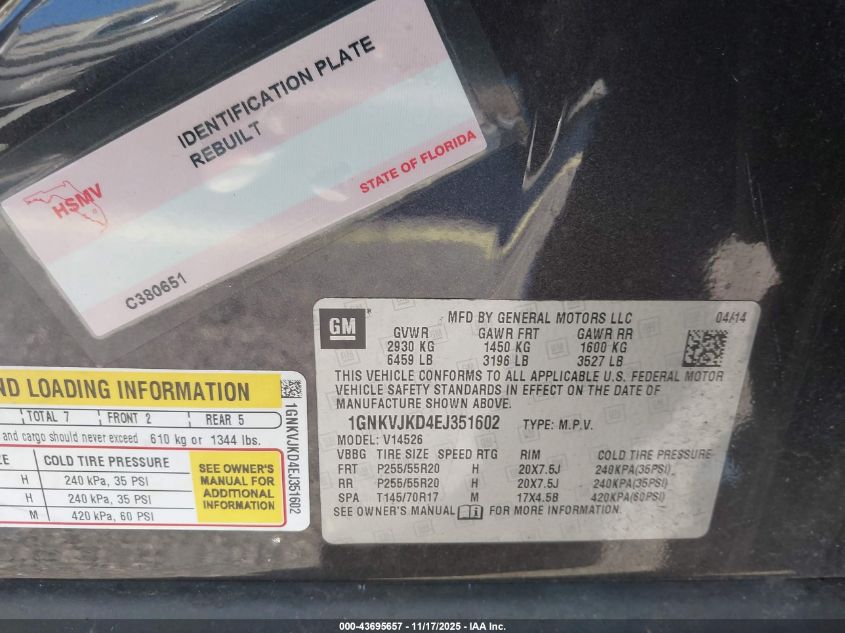 IDENTIFICATION PLATE
REBUILT
HSMV
STATE OF FLORIDA
C380651
GM
MFD BY GENERAL MOTORS LLC 04/14
GVWR GAWR FRT GAWR RR
2930 KG 1450 KG 1600 KG
6459 LB 3196 LB 3527 LB
THIS VEHICLE CONFORMS TO ALL APPLICABLE U.S. FEDERAL MOTOR
VEHICLE SAFETY STANDARDS IN EFFECT ON THE DATE OF
MANUFACTURE SHOWN ABOVE.
1GNKVJKD4EJ351602 TYPE: M.P.V.
MODEL: V14526
VBBG TIRE SIZE SPEED RTG RIM COLD TIRE PRESSURE
FRT P255/55R20 H 20X7.5J 240KPA(35PSI)
RR P255/55R20 H 20X7.5J 240KPA(35PSI)
SPA T145/70R17 M 17X4.5B 420KPA(60PSI)
SEE OWNER'S MANUAL FOR MORE INFORMATION.
ND LOADING INFORMATION
TOTAL 7 FRONT 2 REAR 5
and cargo should never exceed 610 kg or 1344 lbs.
ZE COLD TIRE PRESSURE
H 240 kPa, 35 PSI
H 240 kPa, 35 PSI
M 420 kPa, 60 PSI
SEE OWNER'S
MANUAL FOR
ADDITIONAL
INFORMATION
1GNKVJKD4EJ351602
000-43695657 - 11/17/2025 - IAA Inc.